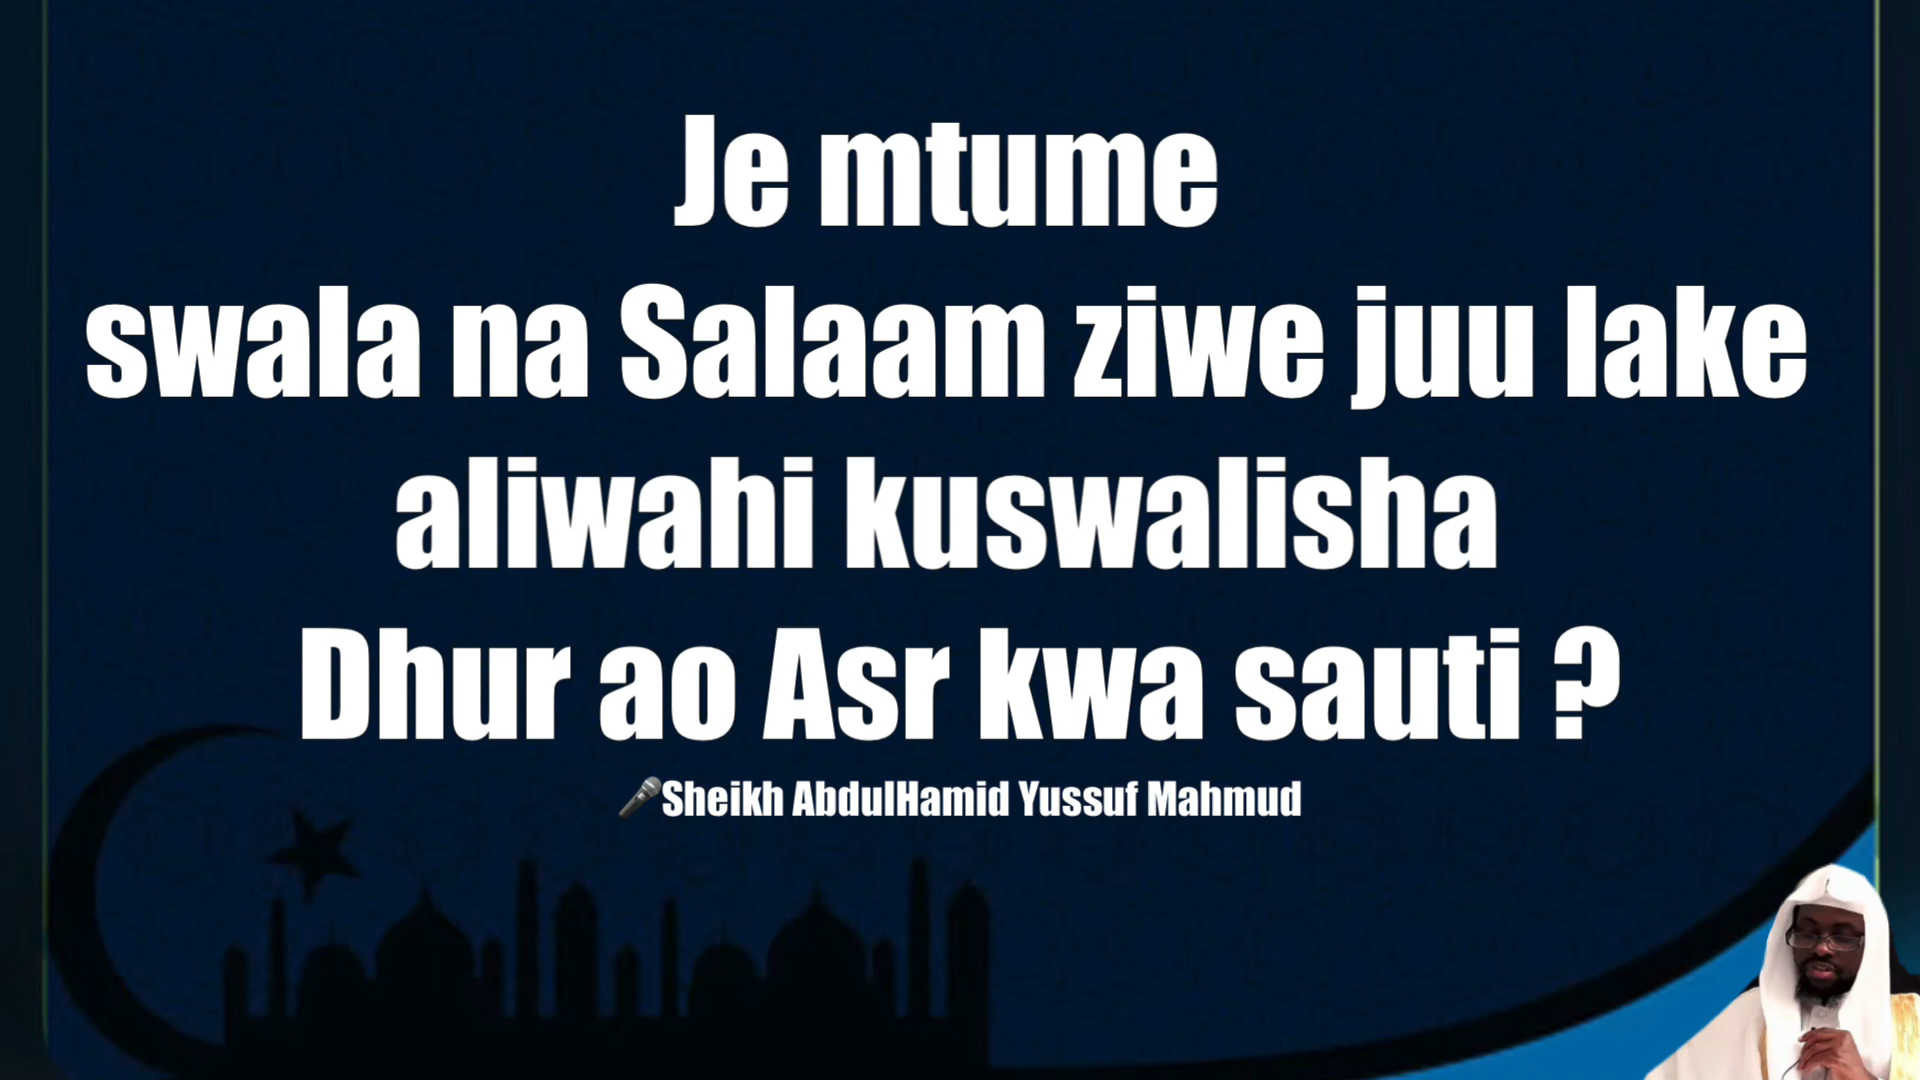 Je mtume
swala na Salaam ziwe juu lake
aliwahi kuswalisha
Dhur ao Asr kwa sauti ?
🎤Sheikh AbdulHamid Yussuf Mahmud